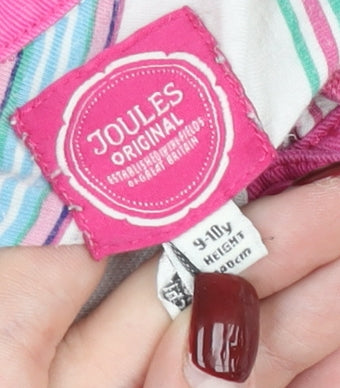 JOULES
ORIGINAL
ESTABLISHED IN THE FIELDS
OF GREAT BRITAIN
9-10y
HEIGHT